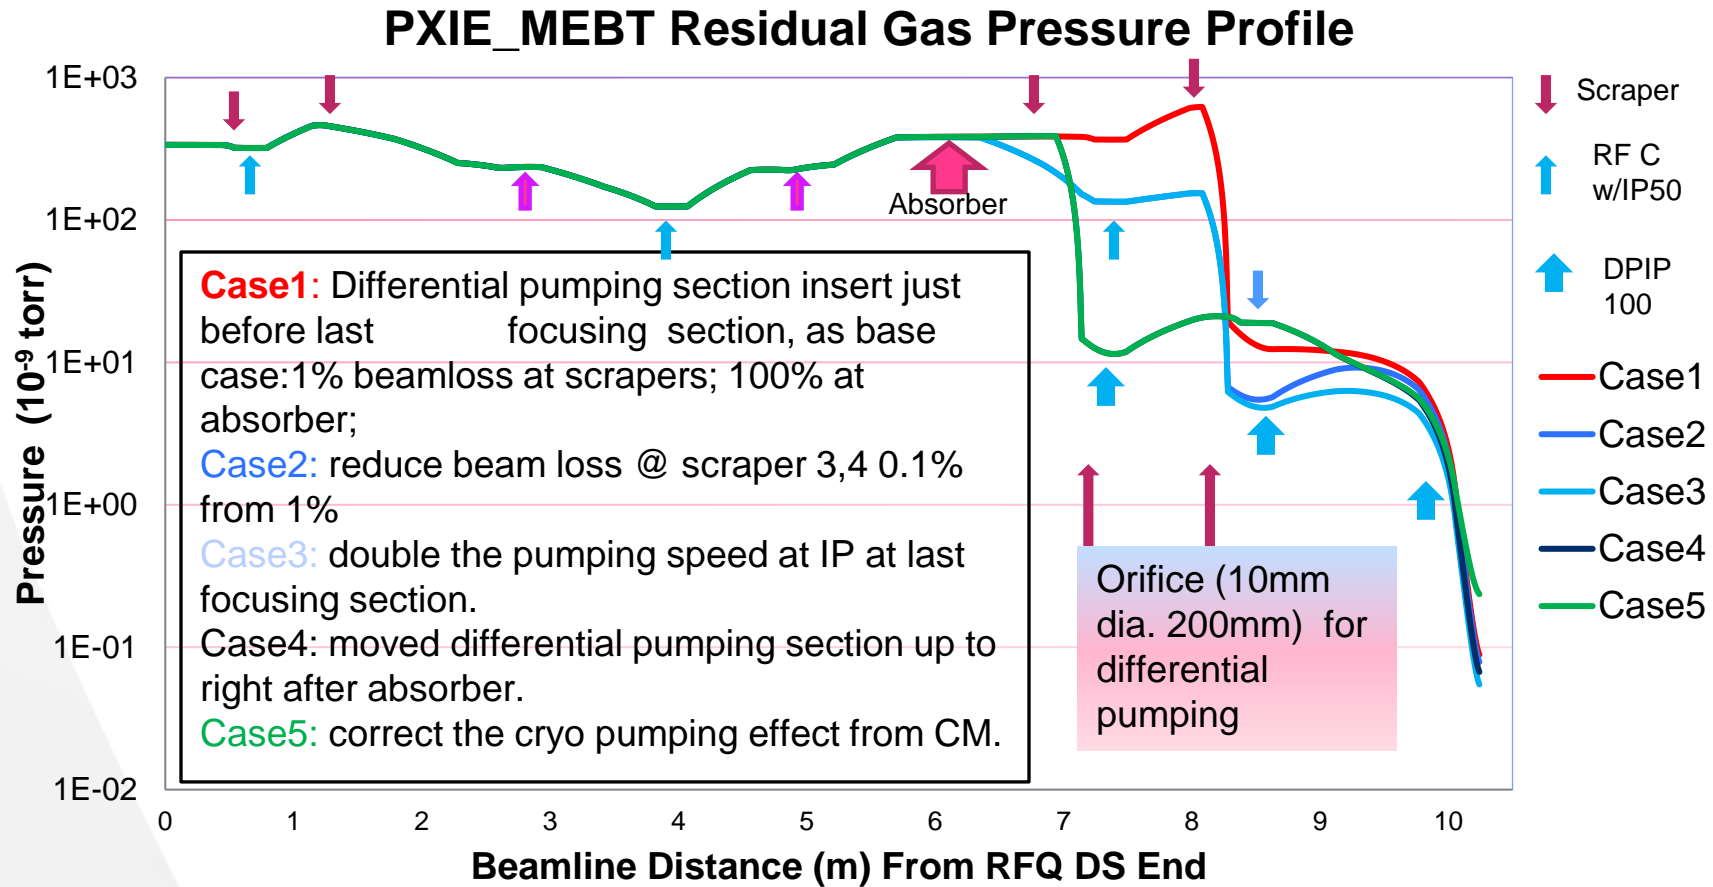 PXIE_MEBT Residual Gas Pressure Profile
1E+03
1E+02
1E+01
1E+00
1E-01
1E-02
Pressure (10-9 torr)
0 1 2 3 4 5 6 7 8 9 10
Beamline Distance (m) From RFQ DS End
Absorber
Case1: Differential pumping section insert just
before last focusing section, as base
case:1% beamloss at scrapers; 100% at
absorber;
Case2: reduce beam loss @ scraper 3,4 0.1%
from 1%
Case3: double the pumping speed at IP at last
focusing section.
Case4: moved differential pumping section up to
right after absorber.
Case5: correct the cryo pumping effect from CM.
Orifice (10mm
dia. 200mm) for
differential
pumping
Scraper
RF C
w/IP50
DPIP
100
Case1
Case2
Case3
Case4
Case5